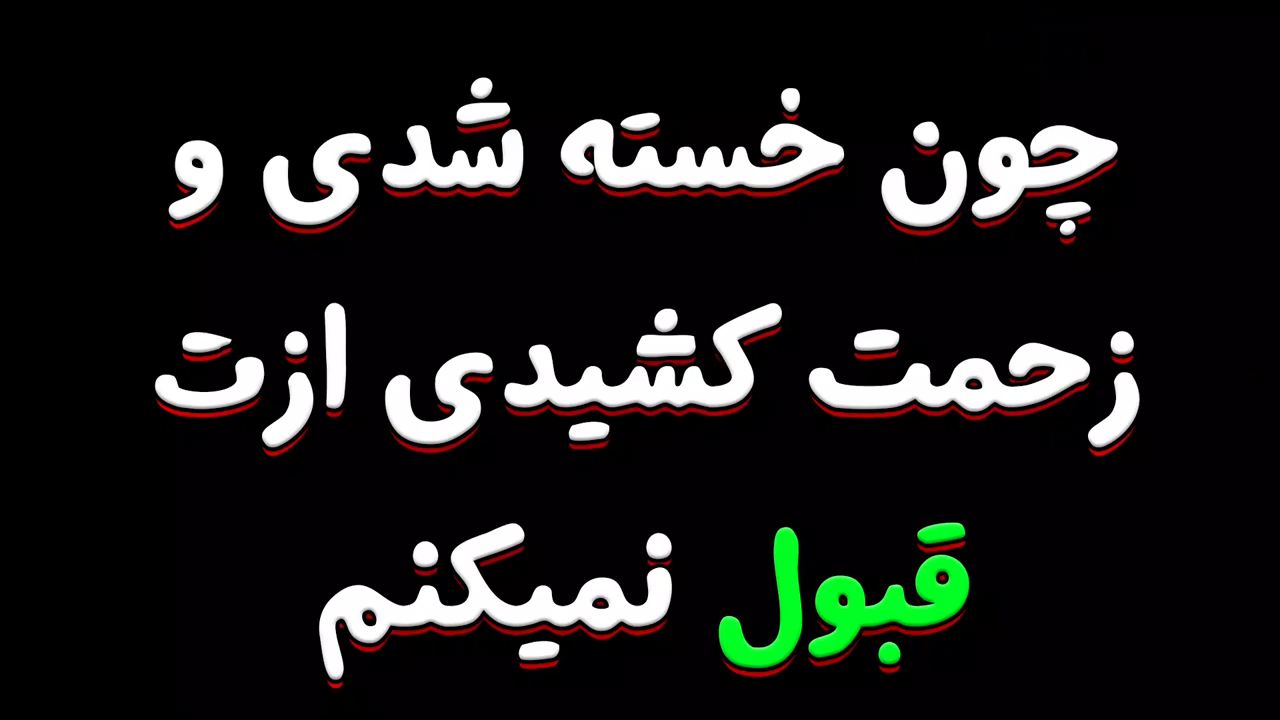 چون خسته شدی و
زحمت کشیدی ازت
قبول نمیکنم